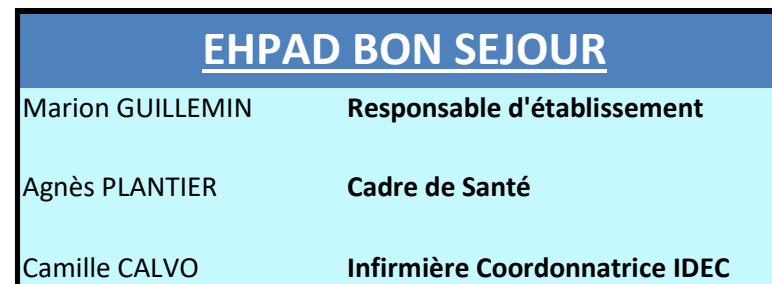 EHPAD BON SEJOUR
Marion GUILLEMIN Responsable d'établissement
Agnès PLANTIER Cadre de Santé
Camille CALVO Infirmière Coordonnatrice IDEC